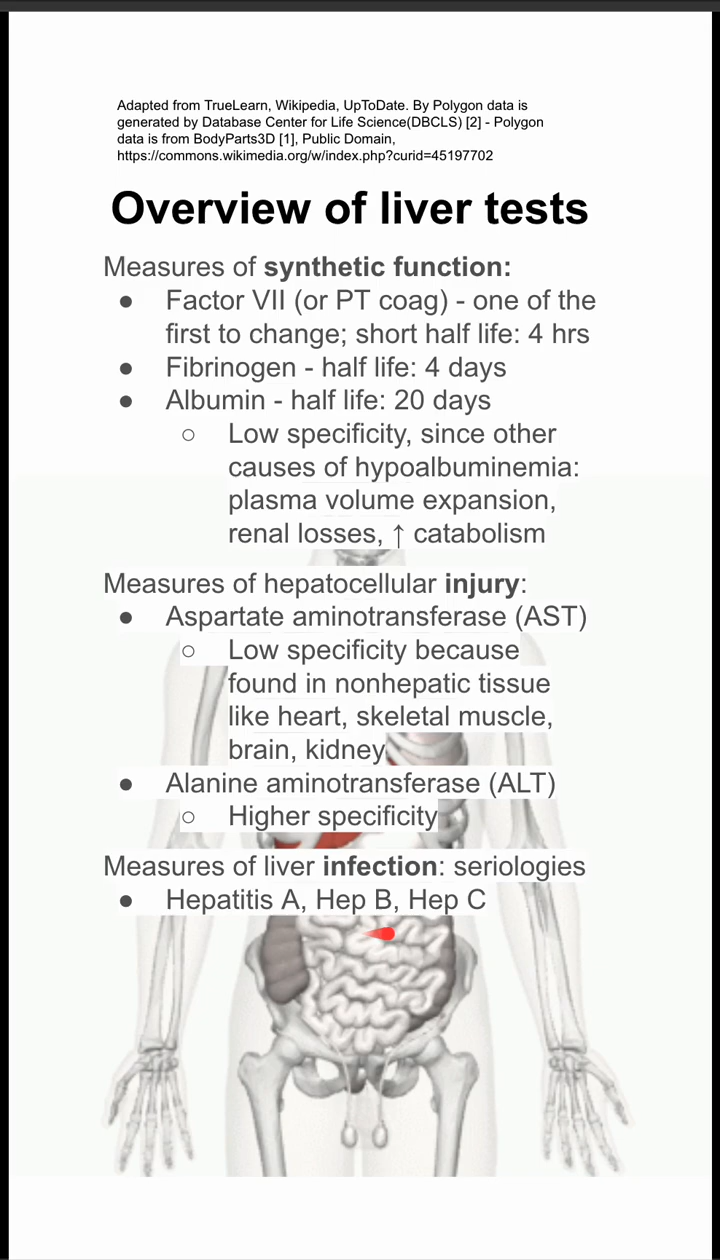 Adapted from TrueLearn, Wikipedia, UpToDate. By Polygon data is
generated by Database Center for Life Science(DBCLS) [2] - Polygon
data is from BodyParts3D [1], Public Domain,
https://commons.wikimedia.org/w/index.php?curid=45197702
Overview of liver tests
Measures of synthetic function:
● Factor VII (or PT coag) - one of the
first to change; short half life: 4 hrs
● Fibrinogen - half life: 4 days
● Albumin - half life: 20 days
○ Low specificity, since other
causes of hypoalbuminemia:
plasma volume expansion,
renal losses, ↑ catabolism
Measures of hepatocellular injury:
● Aspartate aminotransferase (AST)
○ Low specificity because
found in nonhepatic tissue
like heart, skeletal muscle,
brain, kidney
● Alanine aminotransferase (ALT)
○ Higher specificity
Measures of liver infection: seriologies
● Hepatitis A, Hep B, Hep C